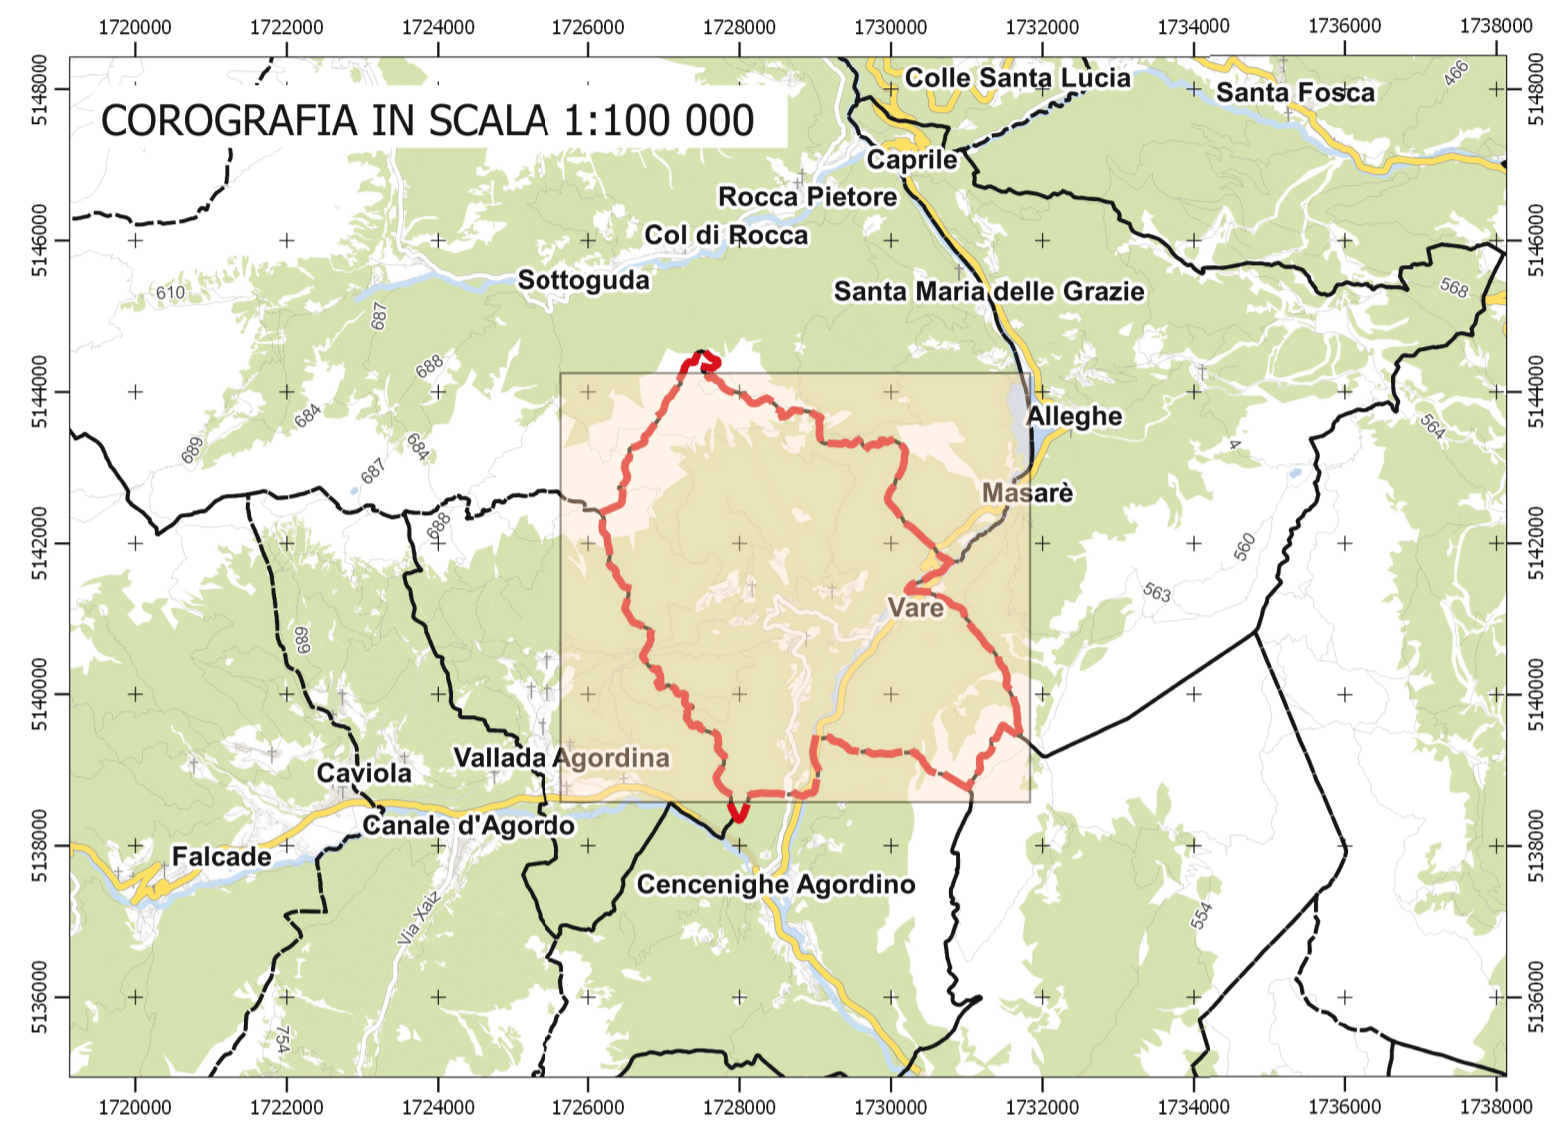 1720000 1722000 1724000 1726000 1728000 1730000 1732000 1734000 1736000 1738000
5148000 5148000
COROGRAFIA IN SCALA 1:100 000
Colle Santa Lucia
Santa Fosca
466
Caprile
Rocca Pietore
Col di Rocca
5146000 5146000
Sottoguda
Santa Maria delle Grazie
610
687
568
688
5144000 5144000
684
Alleghe
689
684
687
4
564
Masarè
688
5142000 5142000
560
563
Vare
689
5140000 5140000
Vallada Agordina
Caviola
Canale d'Agordo
5138000 5138000
Falcade
Cencenighe Agordino
Via Xaiz
554
5136000 5136000
754
1720000 1722000 1724000 1726000 1728000 1730000 1732000 1734000 1736000 1738000